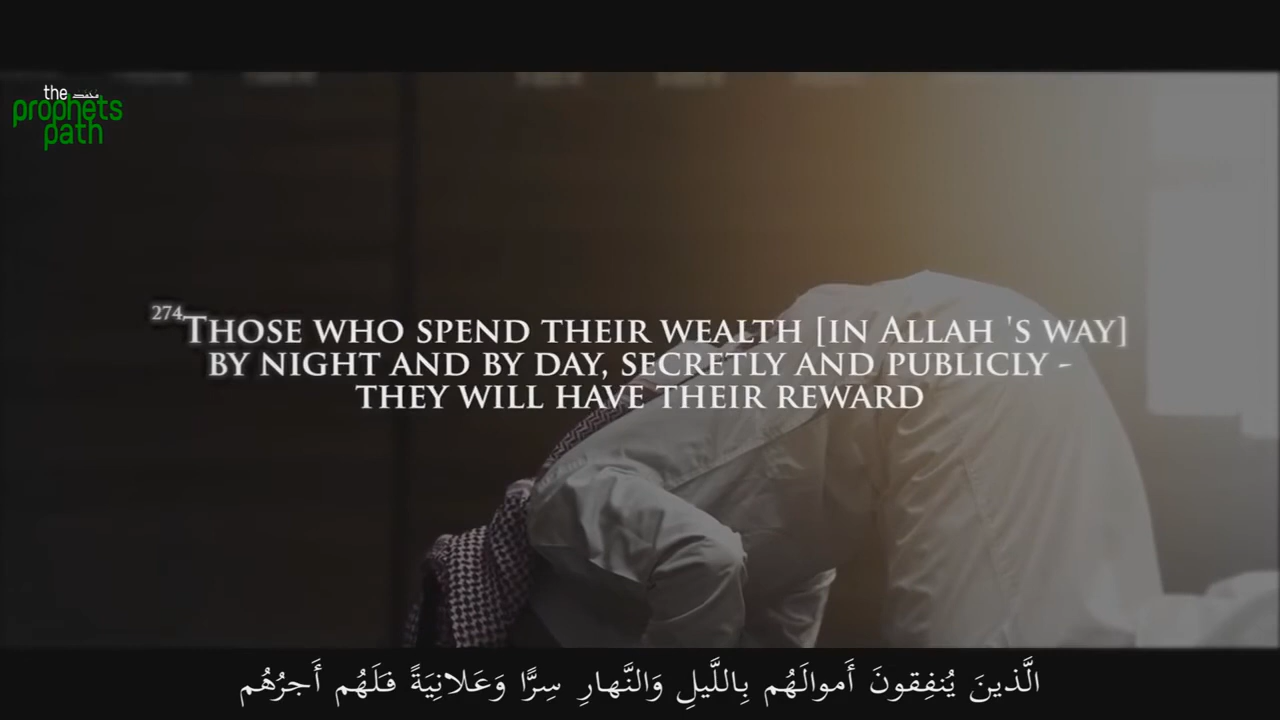 the
prophets
path
274. THOSE WHO SPEND THEIR WEALTH [IN ALLAH 'S WAY]
BY NIGHT AND BY DAY, SECRETLY AND PUBLICLY -
THEY WILL HAVE THEIR REWARD
الَّذينَ يُنفِقونَ أَموالَهُم بِاللَّيلِ وَالنَّهارِ سِرًّا وَعَلانِيَةً فَلَهُم أَجرُهُم